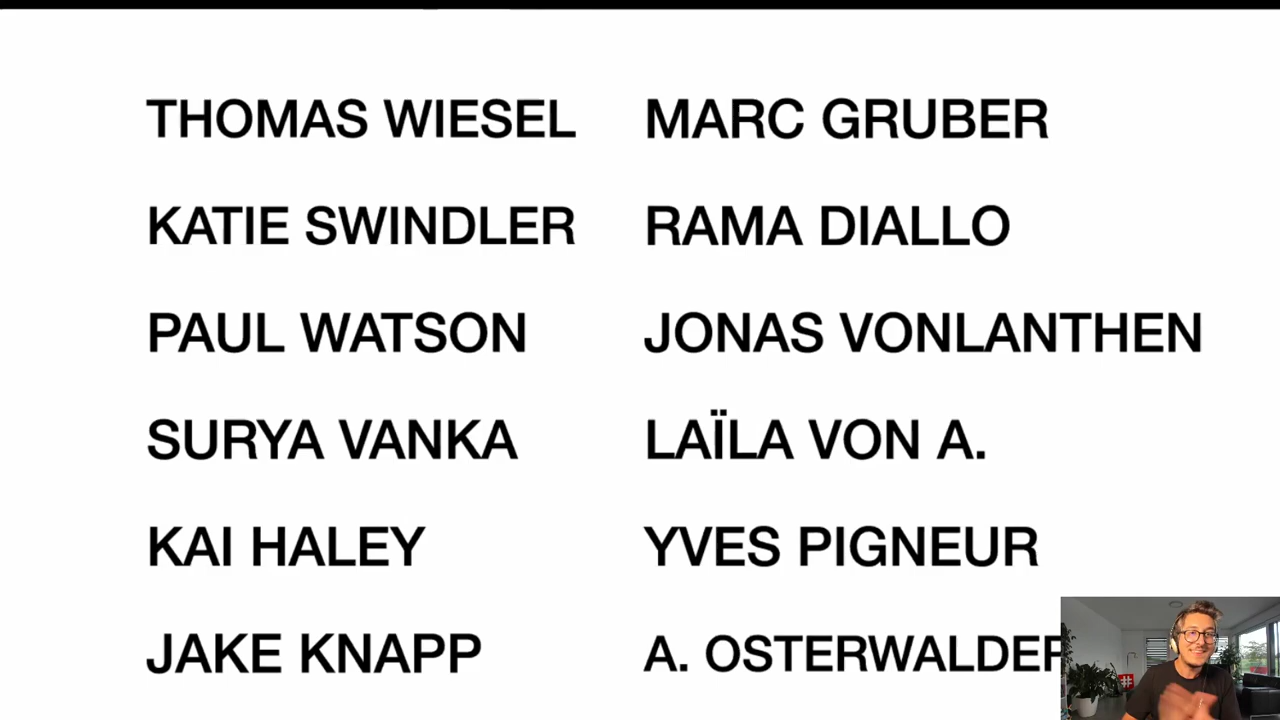 THOMAS WIESEL
KATIE SWINDLER
PAUL WATSON
SURYA VANKA
KAI HALEY
JAKE KNAPP
MARC GRUBER
RAMA DIALLO
JONAS VONLANTHEN
LAÏLA VON A.
YVES PIGNEUR
A. OSTERWALDER